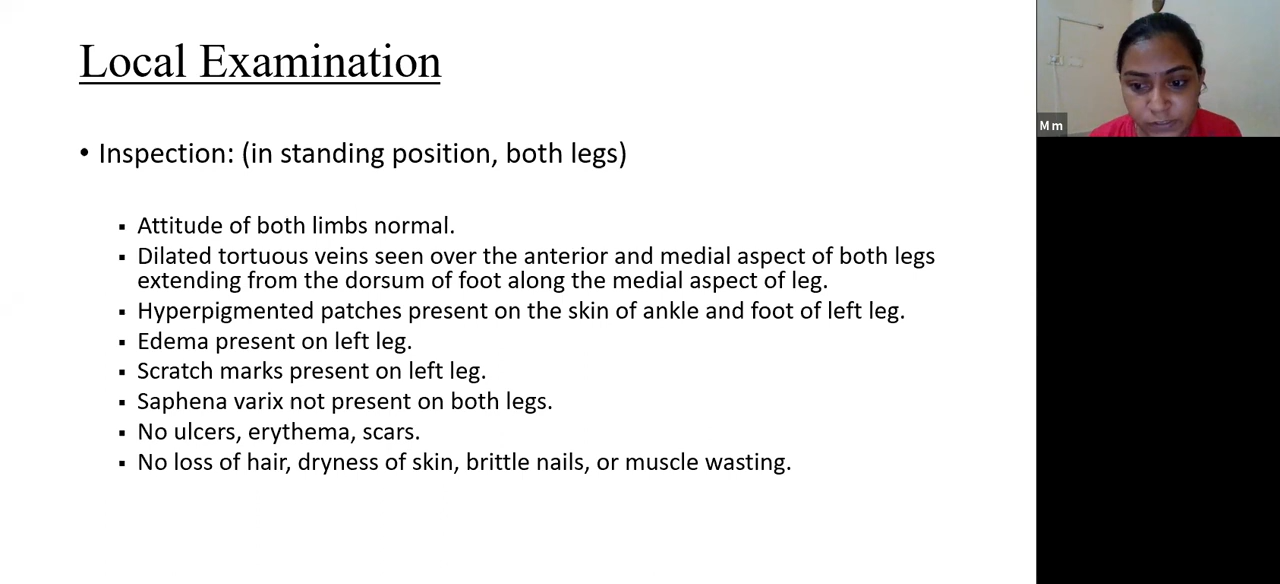 Local Examination
• Inspection: (in standing position, both legs)
▪ Attitude of both limbs normal.
▪ Dilated tortuous veins seen over the anterior and medial aspect of both legs
extending from the dorsum of foot along the medial aspect of leg.
▪ Hyperpigmented patches present on the skin of ankle and foot of left leg.
▪ Edema present on left leg.
▪ Scratch marks present on left leg.
▪ Saphena varix not present on both legs.
▪ No ulcers, erythema, scars.
▪ No loss of hair, dryness of skin, brittle nails, or muscle wasting.
M m